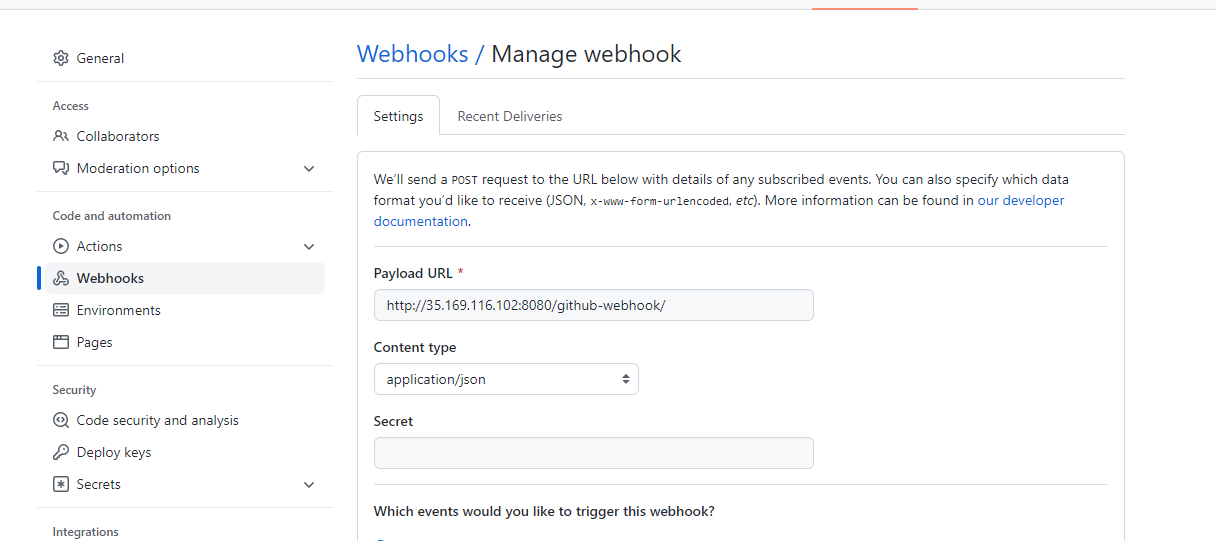 General
Access
Collaborators
Moderation options
Code and automation
Actions
Webhooks
Environments
Pages
Security
Code security and analysis
Deploy keys
Secrets
Integrations
Webhooks / Manage webhook
Settings
Recent Deliveries
We'll send a POST request to the URL below with details of any subscribed events. You can also specify which data
format you'd like to receive (JSON, x-www-form-urlencoded, etc). More information can be found in our developer
documentation.
Payload URL *
http://35.169.116.102:8080/github-webhook/
Content type
application/json
Secret
Which events would you like to trigger this webhook?